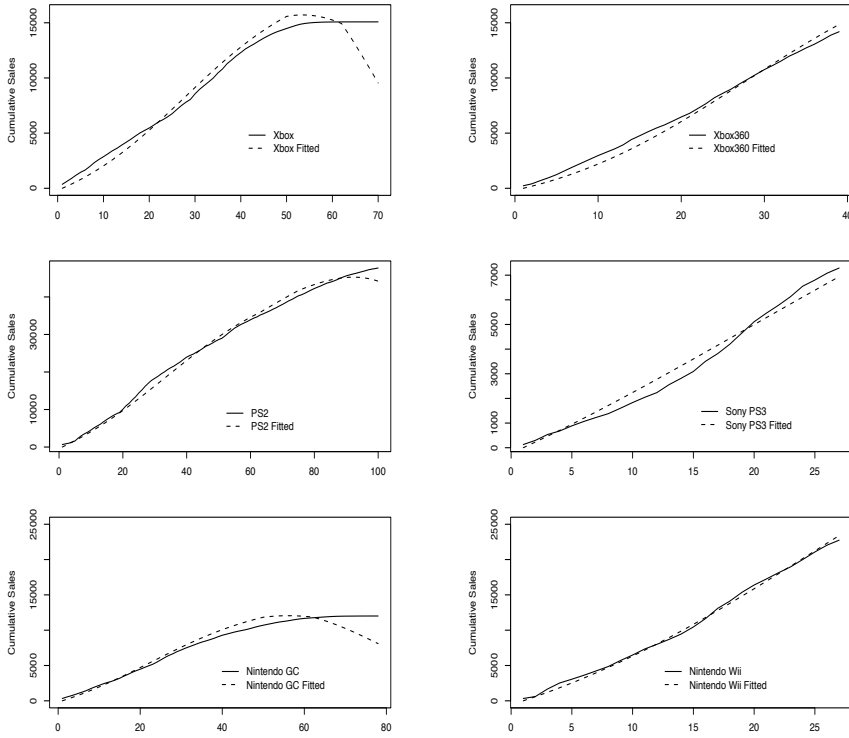 Cumulative Sales
0 5000 10000 15000
0 10 20 30 40 50 60 70
Xbox
Xbox Fitted
Cumulative Sales
0 5000 10000 15000
0 10 20 30 40
Xbox360
Xbox360 Fitted
Cumulative Sales
0 10000 30000
0 20 40 60 80 100
PS2
PS2 Fitted
Cumulative Sales
0 1000 3000 5000 7000
0 5 10 15 20 25
Sony PS3
Sony PS3 Fitted
Cumulative Sales
0 5000 15000 25000
0 20 40 60 80
Nintendo GC
Nintendo GC Fitted
Cumulative Sales
0 5000 15000 25000
0 5 10 15 20 25
Nintendo Wii
Nintendo Wii Fitted